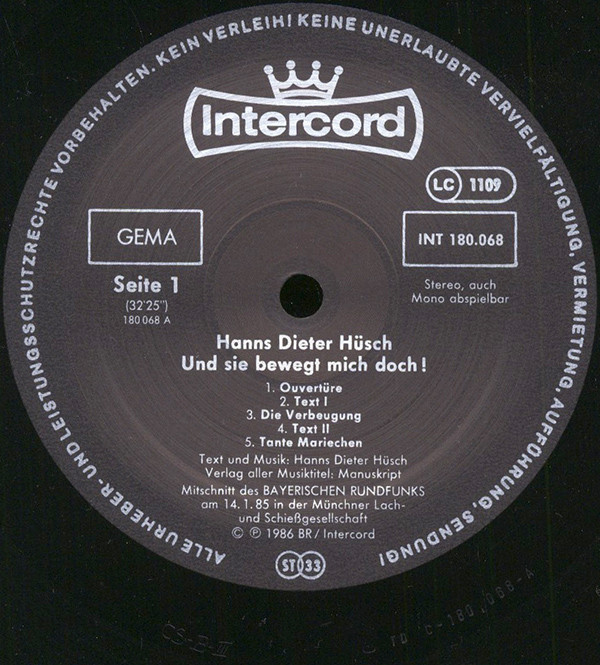 ALLE URHEBER- UND LEISTUNGSSCHUTZRECHTE VORBEHALTEN. KEIN VERLEIH! KEINE UNERLAUBTE VERVIELFÄLTIGUNG, VERMIETUNG, AUFFÜHRUNG, SENDUNG!
Intercord
LC 1109
GEMA
INT 180.068
Seite 1
(32'25")
180 068 A
Stereo, auch
Mono abspielbar
Hanns Dieter Hüsch
Und sie bewegt mich doch!
1. Ouvertüre
2. Text I
3. Die Verbeugung
4. Text II
5. Tante Mariechen
Text und Musik: Hanns Dieter Hüsch
Verlag aller Musiktitel: Manuskript
Mitschnitt des BAYERISCHEN RUNDFUNKS
am 14.1.85 in der Münchner Lach-
und Schießgesellschaft
© ℗ 1986 BR / Intercord
ST 33